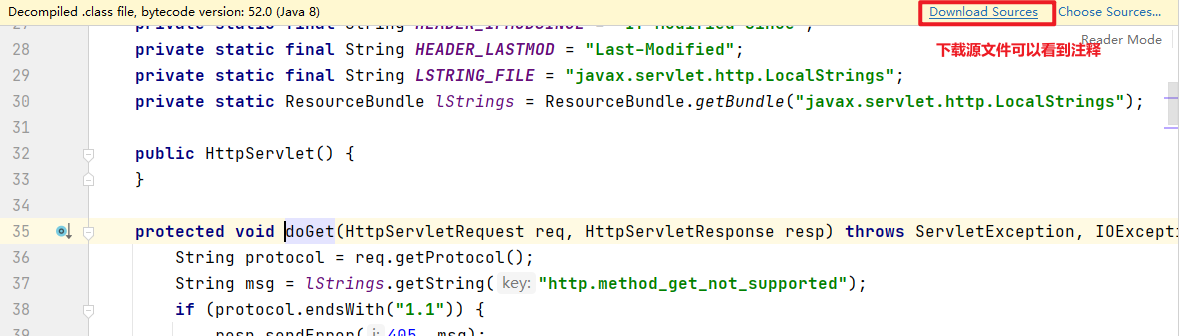 Decompiled .class file, bytecode version: 52.0 (Java 8) Download Sources Choose Sources...
27 private static final String HEADER_IFMODSINCE = "If-Modified-Since";
Reader Mode
下载源文件可以看到注释
28 private static final String HEADER_LASTMOD = "Last-Modified";
29 private static final String LSTRING_FILE = "javax.servlet.http.LocalStrings";
30 private static ResourceBundle lStrings = ResourceBundle.getBundle("javax.servlet.http.LocalStrings");
31
32 public HttpServlet() {
33 }
34
35 protected void doGet(HttpServletRequest req, HttpServletResponse resp) throws ServletException, IOExcepti
36 String protocol = req.getProtocol();
37 String msg = lStrings.getString( key: "http.method_get_not_supported");
38 if (protocol.endsWith("1.1")) {
39 resp.sendError( i: 405, msg);